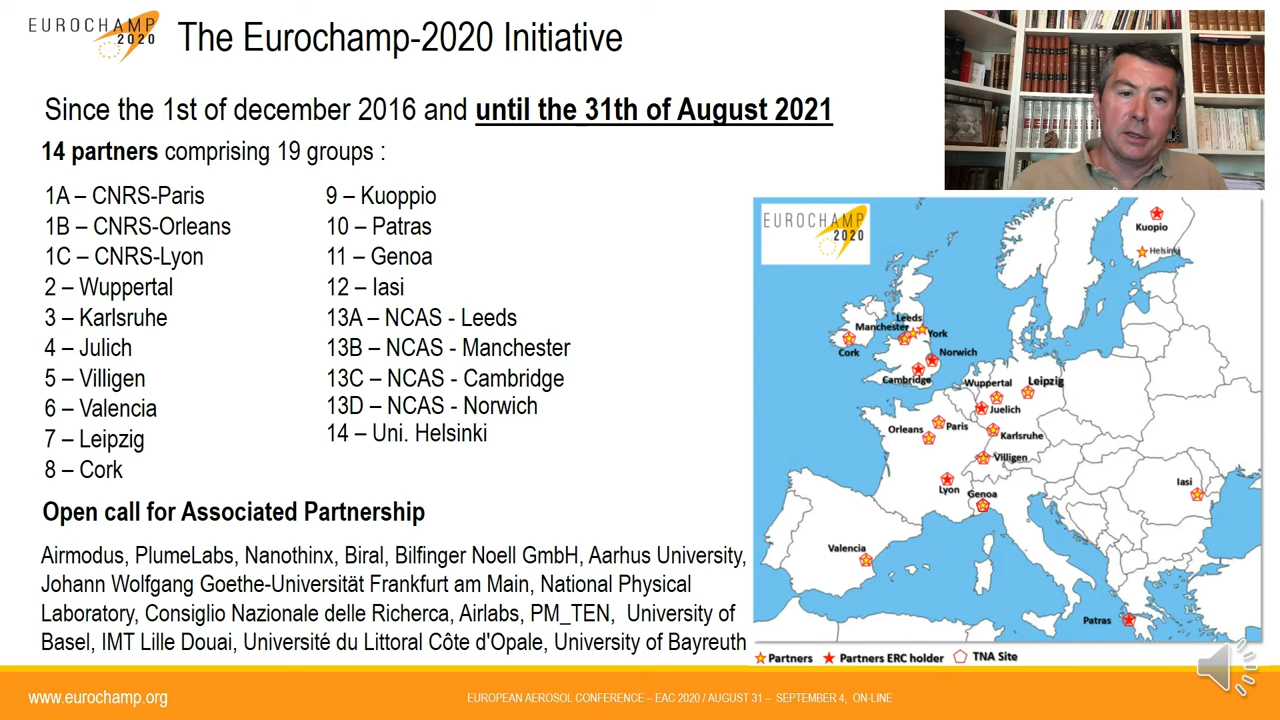 EUROCHAMP
2020
The Eurochamp-2020 Initiative
Since the 1st of december 2016 and until the 31th of August 2021
14 partners comprising 19 groups :
1A – CNRS-Paris
1B – CNRS-Orleans
1C – CNRS-Lyon
2 – Wuppertal
3 – Karlsruhe
4 – Julich
5 – Villigen
6 – Valencia
7 – Leipzig
8 – Cork
9 – Kuoppio
10 – Patras
11 – Genoa
12 – Iasi
13A – NCAS - Leeds
13B – NCAS - Manchester
13C – NCAS - Cambridge
13D – NCAS - Norwich
14 – Uni. Helsinki
Open call for Associated Partnership
Airmodus, PlumeLabs, Nanothinx, Biral, Bilfinger Noell GmbH, Aarhus University,
Johann Wolfgang Goethe-Universität Frankfurt am Main, National Physical
Laboratory, Consiglio Nazionale delle Richerca, Airlabs, PM_TEN, University of
Basel, IMT Lille Douai, Université du Littoral Côte d'Opale, University of Bayreuth
EUROCHAMP
2020
Kuopio
Helsinki
Leeds
Manchester
York
Cork
Norwich
Cambridge
Wuppertal
Leipzig
Juelich
Orleans
Paris
Karlsruhe
Villigen
Lyon
Genoa
Iasi
Valencia
Patras
Partners
Partners ERC holder
TNA Site
www.eurochamp.org
EUROPEAN AEROSOL CONFERENCE – EAC 2020 / AUGUST 31 – SEPTEMBER 4, ON-LINE